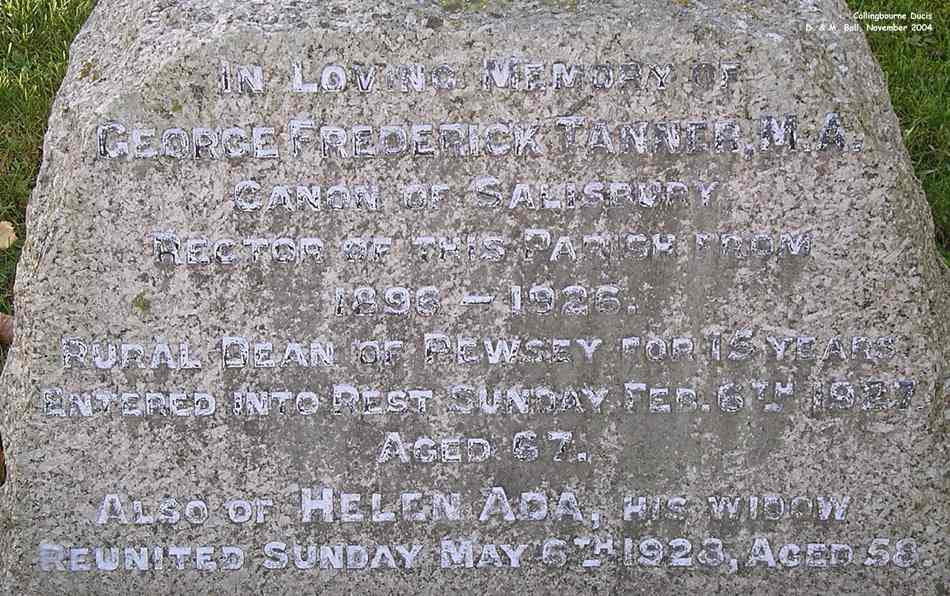 Collingbourne Ducis
D. & M. Ball, November 2004
IN LOVING MEMORY OF
GEORGE FREDERICK TANNER, M.A.
CANON OF SALISBURY
RECTOR OF THIS PARISH FROM
1896 – 1926.
RURAL DEAN OF PEWSEY FOR 15 YEARS
ENTERED INTO REST SUNDAY FEB. 6TH 1927.
AGED 67.
ALSO OF HELEN ADA, HIS WIDOW
REUNITED SUNDAY MAY 6TH 1928, AGED 58.